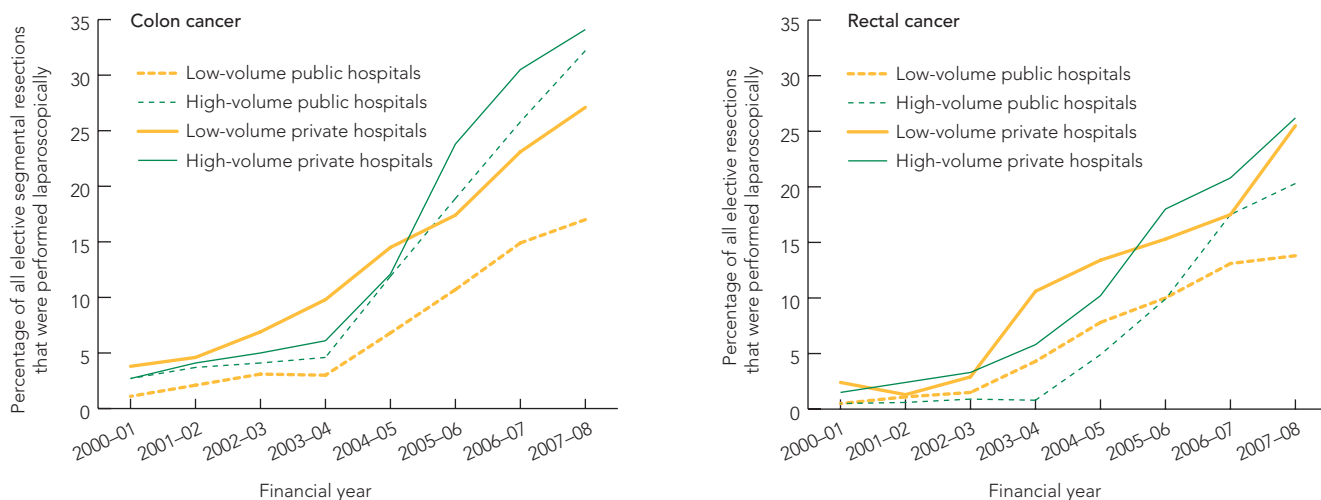 Colon cancer
Percentage of all elective segmental resections
that were performed laparoscopically
35
30
25
20
15
10
5
0
Low-volume public hospitals
High-volume public hospitals
Low-volume private hospitals
High-volume private hospitals
2000–01
2001–02
2002–03
2003–04
2004–05
2005–06
2006–07
2007–08
Financial year
Rectal cancer
Percentage of all elective resections
that were performed laparoscopically
35
30
25
20
15
10
5
0
Low-volume public hospitals
High-volume public hospitals
Low-volume private hospitals
High-volume private hospitals
2000–01
2001–02
2002–03
2003–04
2004–05
2005–06
2006–07
2007–08
Financial year